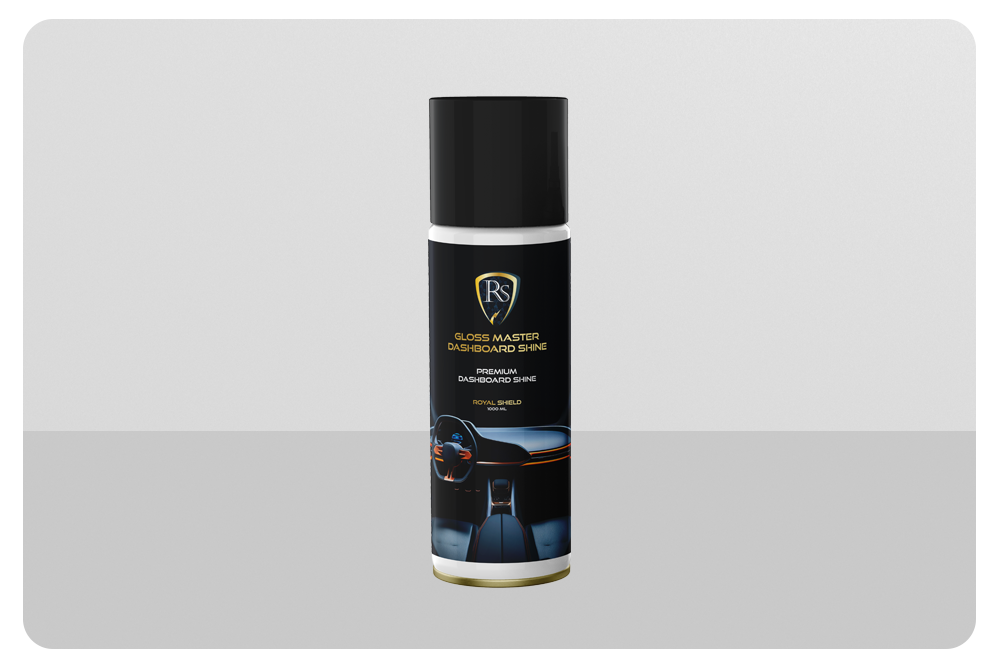 RS
GLOSS MASTER
DASHBOARD SHINE
PREMIUM
DASHBOARD SHINE
ROYAL SHIELD
1000 ML